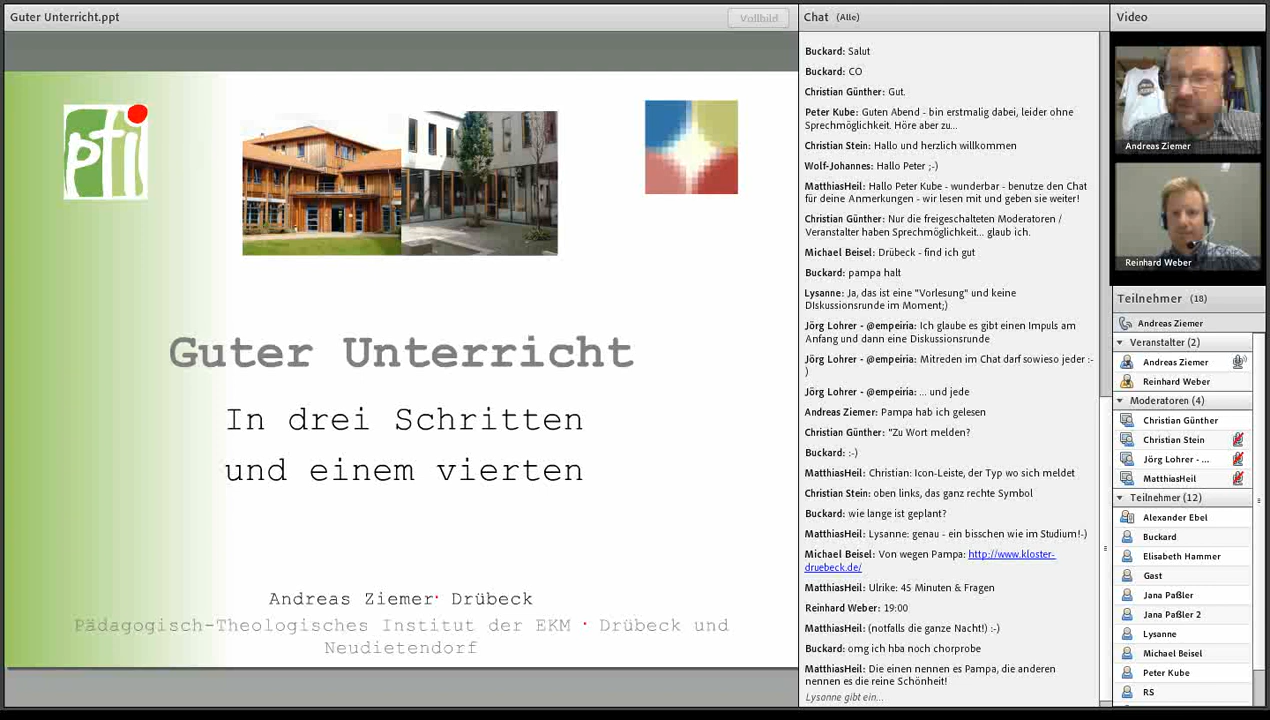 Guter Unterricht.ppt
Vollbild
pti
Guter Unterricht
In drei Schritten
und einem vierten
Andreas Ziemer· Drübeck
Pädagogisch-Theologisches Institut der EKM · Drübeck und
Neudietendorf
Chat (Alle)
Buckard: Salut
Buckard: CO
Christian Günther: Gut.
Peter Kube: Guten Abend - bin erstmalig dabei, leider ohne
Sprechmöglichkeit. Höre aber zu...
Christian Stein: Hallo und herzlich willkommen
Wolf-Johannes: Hallo Peter ;-)
MatthiasHeil: Hallo Peter Kube - wunderbar - benutze den Chat
für deine Anmerkungen - wir lesen mit und geben sie weiter!
Christian Günther: Nur die freigeschalteten Moderatoren /
Veranstalter haben Sprechmöglichkeit... glaub ich.
Michael Beisel: Drübeck - find ich gut
Buckard: pampa halt
Lysanne: Ja, das ist eine "Vorlesung" und keine
DIskussionsrunde im Moment;)
Jörg Lohrer - @empeiria: Ich glaube es gibt einen Impuls am
Anfang und dann eine Diskussionsrunde
Jörg Lohrer - @empeiria: Mitreden im Chat darf sowieso jeder :-
)
Jörg Lohrer - @empeiria: ... und jede
Andreas Ziemer: Pampa hab ich gelesen
Christian Günther: "Zu Wort melden?
Buckard: :-)
MatthiasHeil: Christian: Icon-Leiste, der Typ wo sich meldet
Christian Stein: oben links, das ganz rechte Symbol
Buckard: wie lange ist geplant?
MatthiasHeil: Lysanne: genau - ein bisschen wie im Studium!-)
Michael Beisel: Von wegen Pampa: http://www.kloster-
druebeck.de/
MatthiasHeil: Ulrike: 45 Minuten & Fragen
Reinhard Weber: 19:00
MatthiasHeil: (notfalls die ganze Nacht!) :-)
Buckard: omg ich hba noch chorprobe
MatthiasHeil: Die einen nennen es Pampa, die anderen
nennen es die reine Schönheit!
Lysanne gibt ein...
Video
Andreas Ziemer
Reinhard Weber
Teilnehmer (18)
Andreas Ziemer
Veranstalter (2)
Andreas Ziemer
Reinhard Weber
Moderatoren (4)
Christian Günther
Christian Stein
Jörg Lohrer - ...
MatthiasHeil
Teilnehmer (12)
Alexander Ebel
Buckard
Elisabeth Hammer
Gast
Jana Paßler
Jana Paßler 2
Lysanne
Michael Beisel
Peter Kube
RS